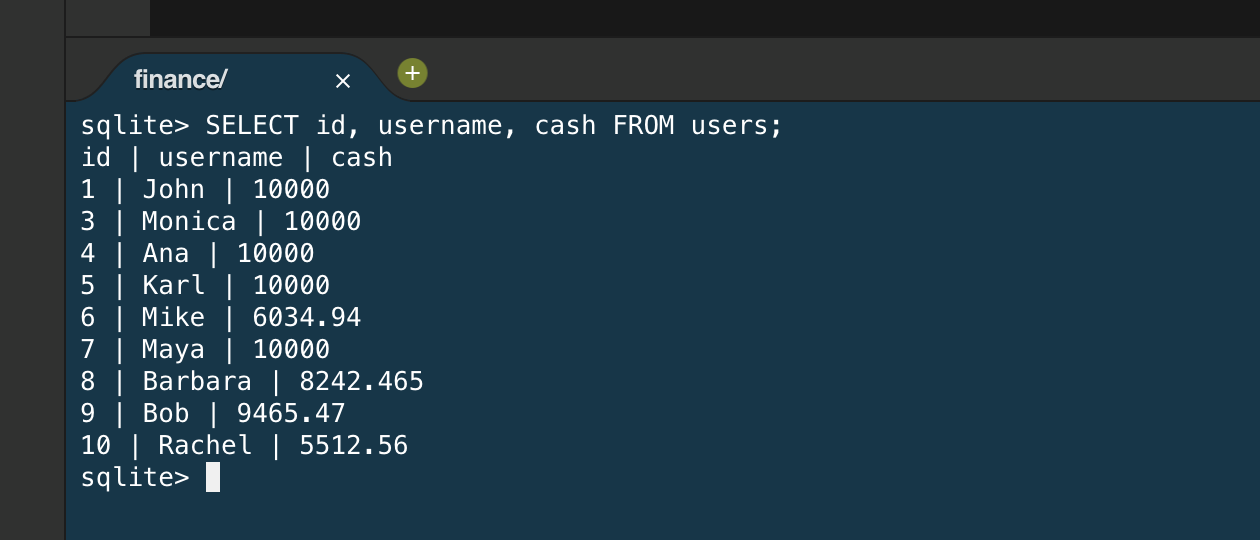 finance/
sqlite> SELECT id, username, cash FROM users;
id | username | cash
1 | John | 10000
3 | Monica | 10000
4 | Ana | 10000
5 | Karl | 10000
6 | Mike | 6034.94
7 | Maya | 10000
8 | Barbara | 8242.465
9 | Bob | 9465.47
10 | Rachel | 5512.56
sqlite>